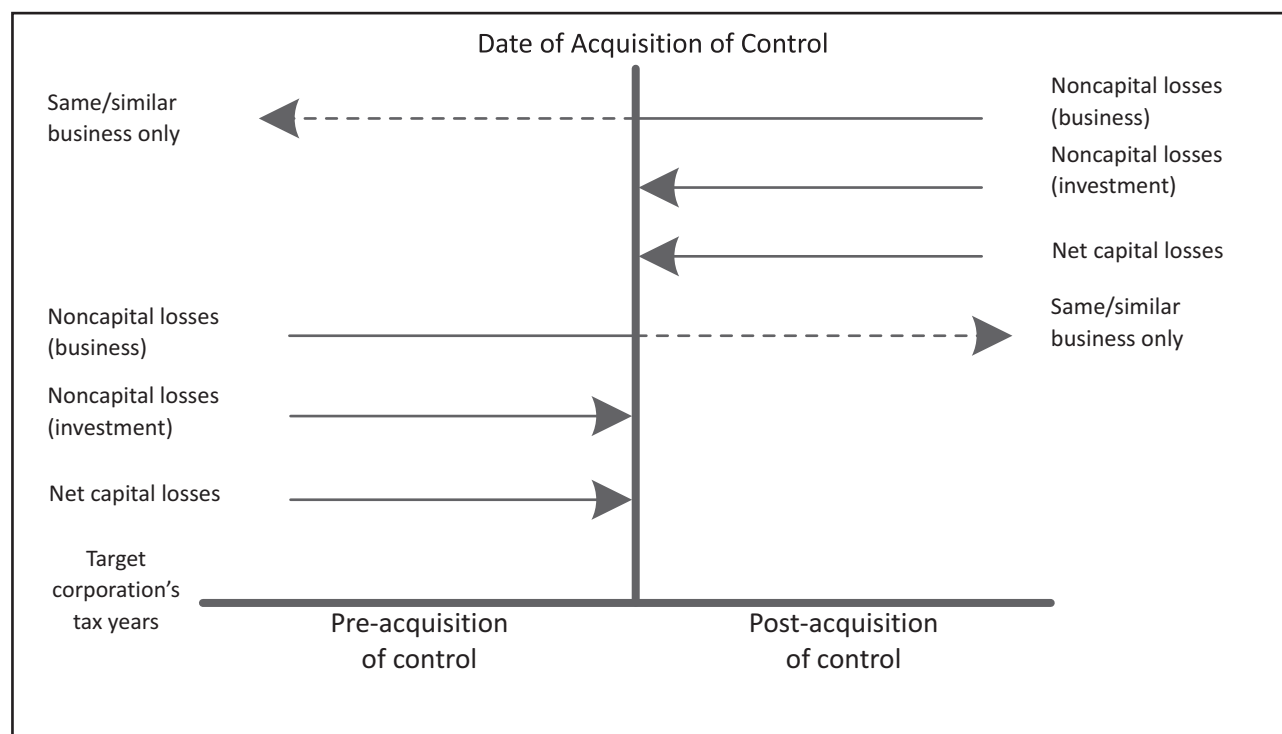 Date of Acquisition of Control
Same/similar
business only
Noncapital losses
(business)
Noncapital losses
(investment)
Net capital losses
Noncapital losses
(business)
Same/similar
business only
Noncapital losses
(investment)
Net capital losses
Target
corporation’s
tax years
Pre-acquisition
of control
Post-acquisition
of control